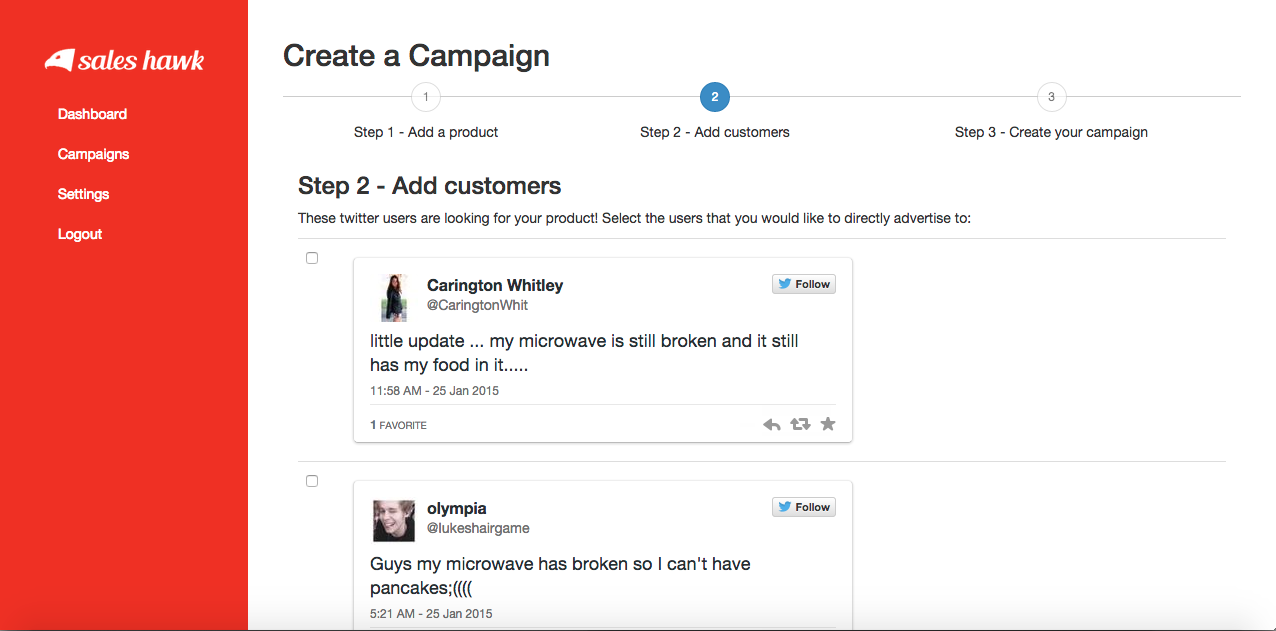 sales hawk
Dashboard
Campaigns
Settings
Logout
Create a Campaign
1
2
3
Step 1 - Add a product
Step 2 - Add customers
Step 3 - Create your campaign
Step 2 - Add customers
These twitter users are looking for your product! Select the users that you would like to directly advertise to:
Carington Whitley
@CaringtonWhit
Follow
little update ... my microwave is still broken and it still
has my food in it.....
11:58 AM - 25 Jan 2015
1 FAVORITE
olympia
@lukeshairgame
Follow
Guys my microwave has broken so I can't have
pancakes;((((
5:21 AM - 25 Jan 2015